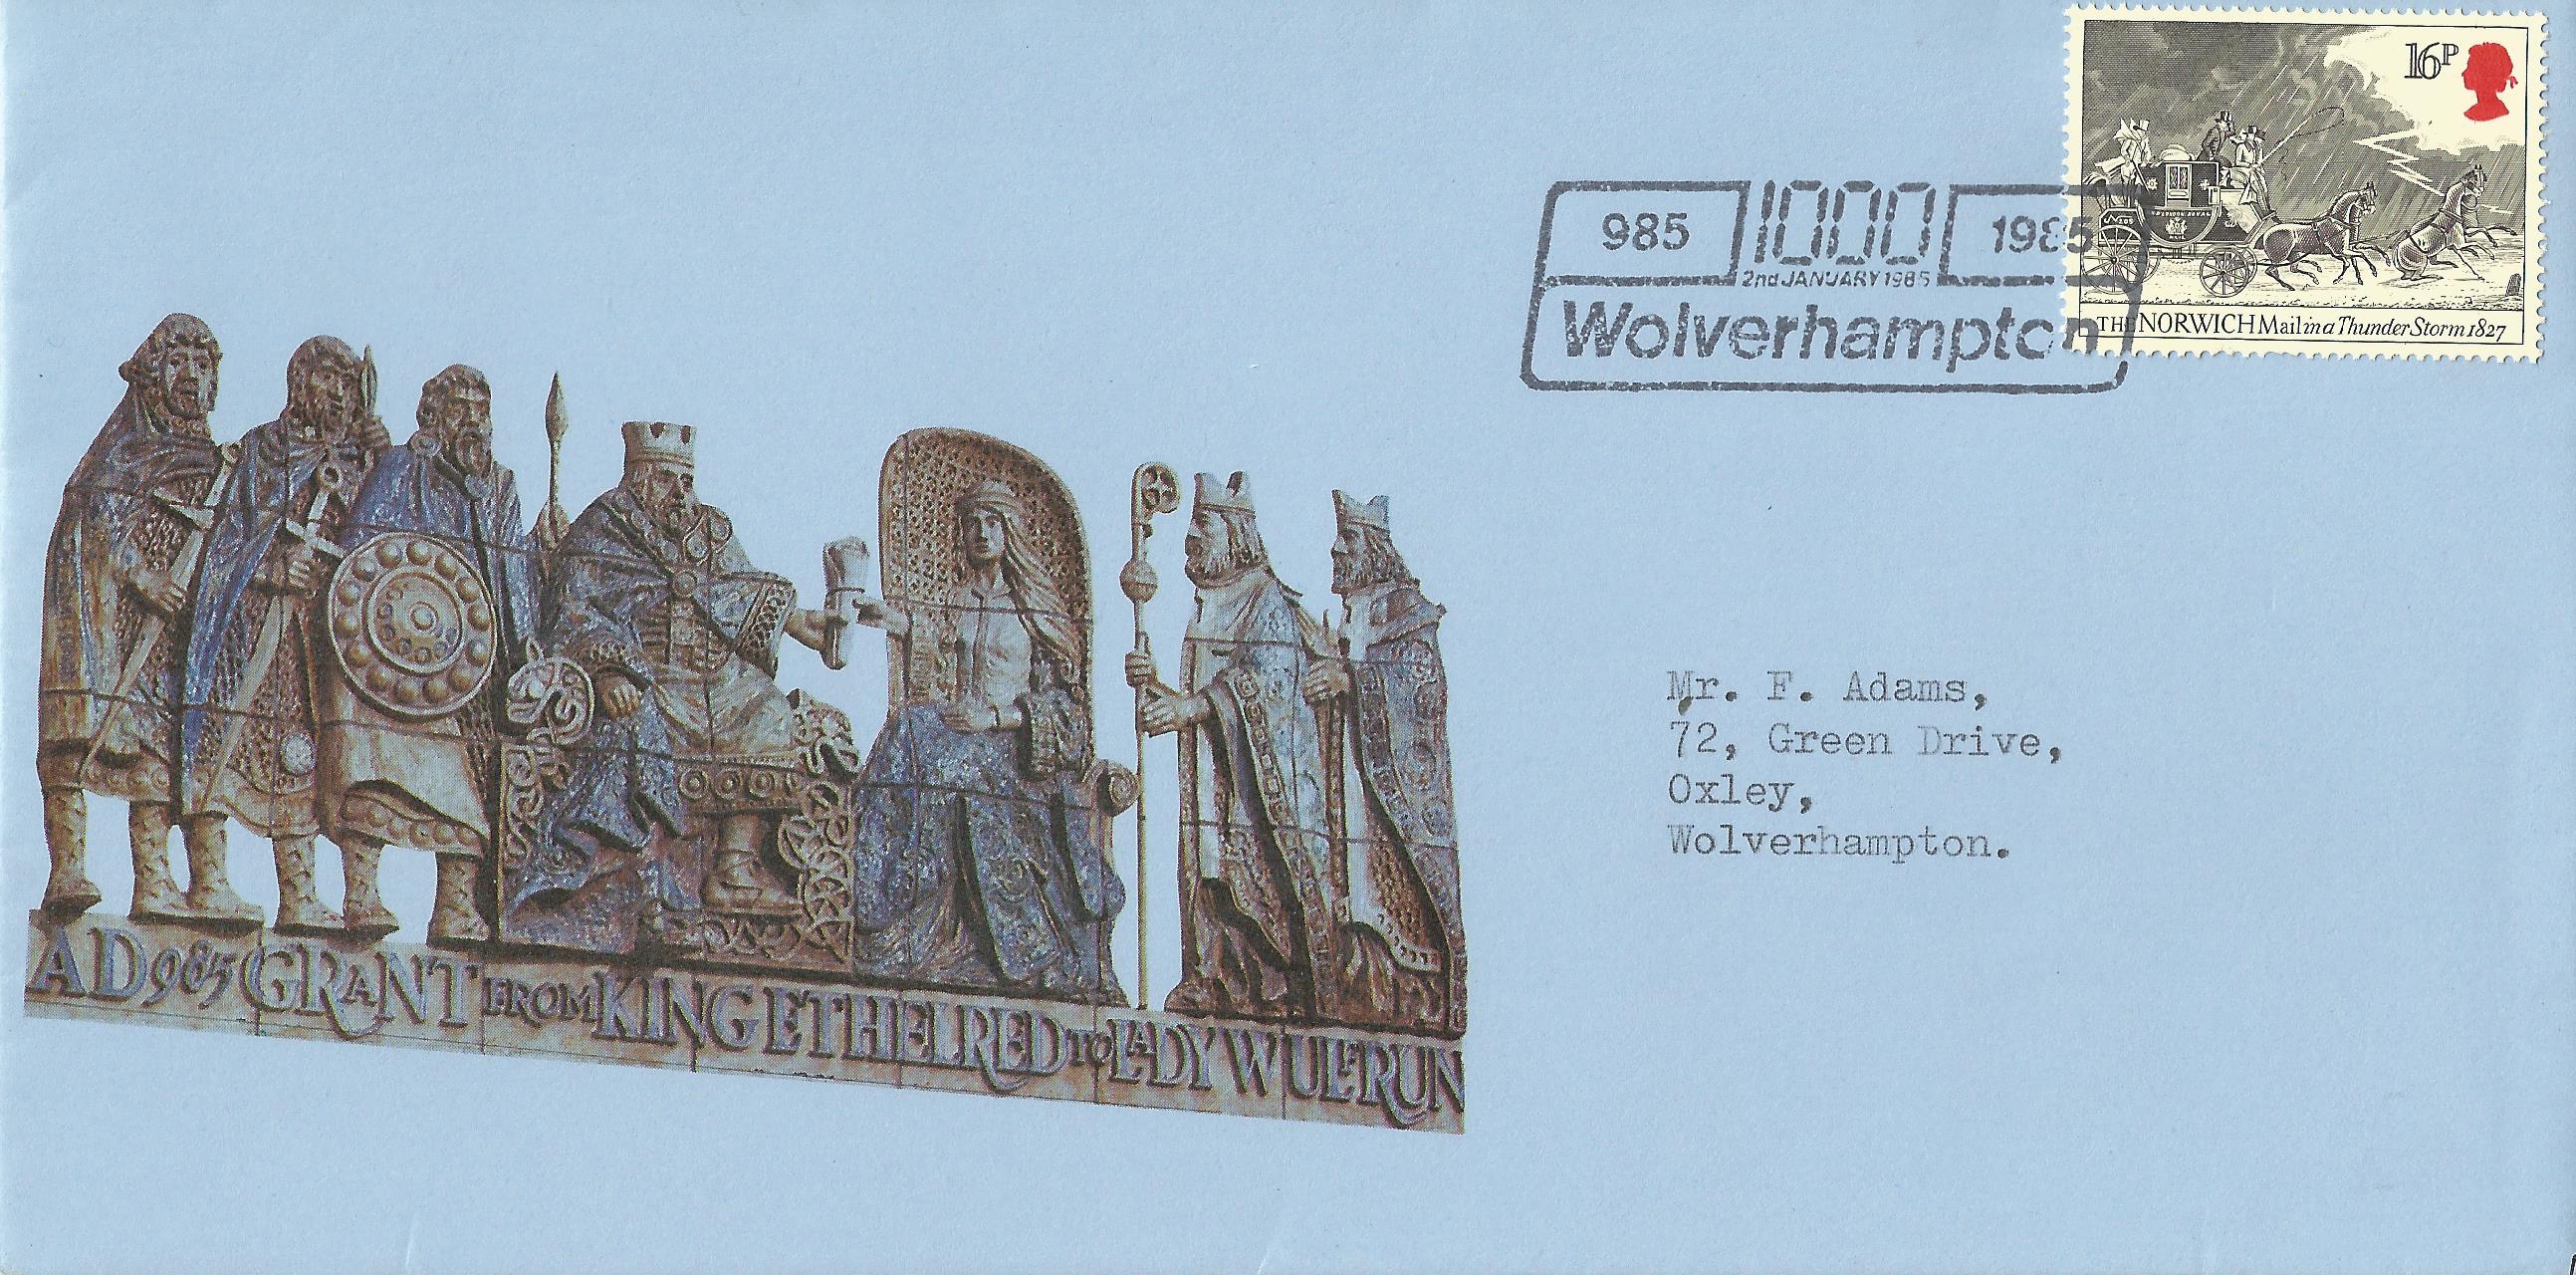 16P
985 1000 1985
2nd JANUARY 1985
Wolverhampton
THE NORWICH Mail in a Thunder Storm 1827
Mr. F. Adams,
72, Green Drive,
Oxley,
Wolverhampton.
AD 985 GRANT FROM KING ETHELRED TO LADY WULFRUN